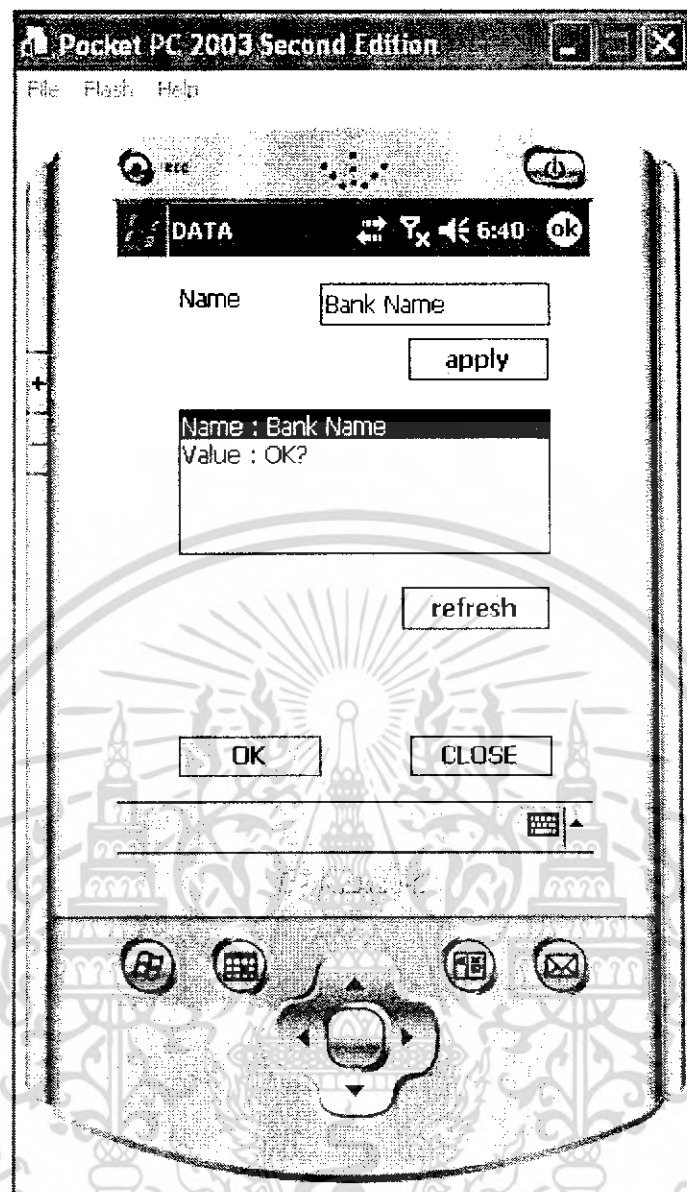 Pocket PC 2003 Second Edition
File Flash Help
DATA 6:40 ok
Name Bank Name
apply
Name : Bank Name
Value : OK?
refresh
OK CLOSE